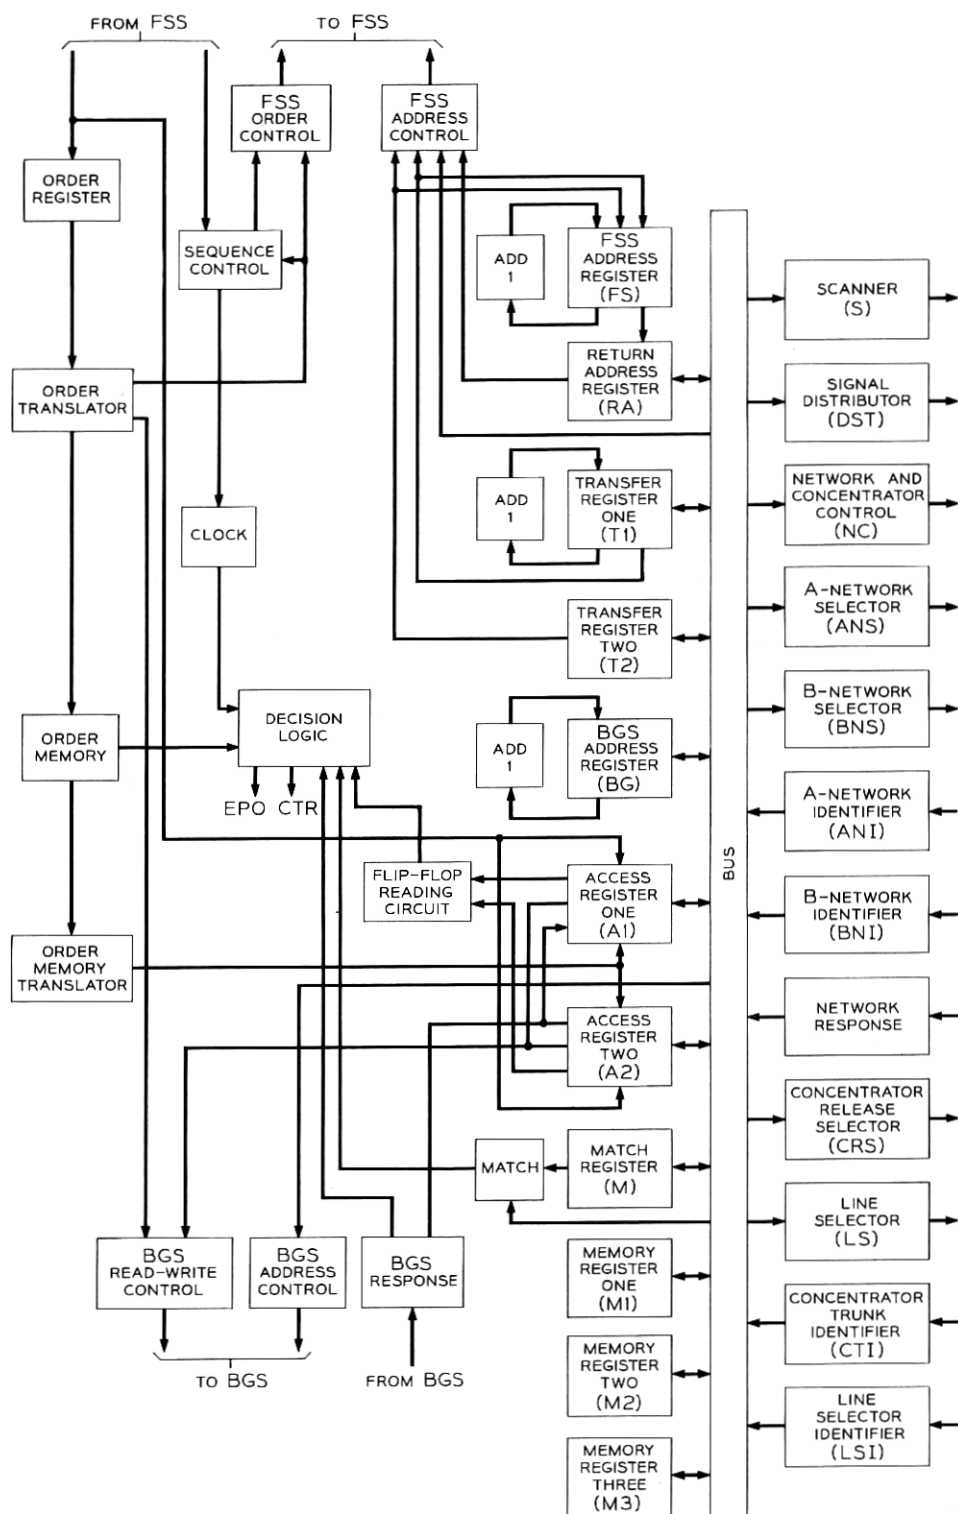 FROM FSS
TO FSS
FSS
ORDER
CONTROL
FSS
ADDRESS
CONTROL
ORDER
REGISTER
SEQUENCE
CONTROL
ADD
1
FSS
ADDRESS
REGISTER
(FS)
SCANNER
(S)
RETURN
ADDRESS
REGISTER
(RA)
ORDER
TRANSLATOR
SIGNAL
DISTRIBUTOR
(DST)
ADD
1
TRANSFER
REGISTER
ONE
(T1)
NETWORK AND
CONCENTRATOR
CONTROL
(NC)
CLOCK
A-NETWORK
SELECTOR
(ANS)
TRANSFER
REGISTER
TWO
(T2)
B-NETWORK
SELECTOR
(BNS)
DECISION
LOGIC
ORDER
MEMORY
ADD
1
BGS
ADDRESS
REGISTER
(BG)
EPO CTR
A-NETWORK
IDENTIFIER
(ANI)
BUS
FLIP-FLOP
READING
CIRCUIT
ACCESS
REGISTER
ONE
(A1)
B-NETWORK
IDENTIFIER
(BNI)
ORDER
MEMORY
TRANSLATOR
NETWORK
RESPONSE
ACCESS
REGISTER
TWO
(A2)
CONCENTRATOR
RELEASE
SELECTOR
(CRS)
MATCH
MATCH
REGISTER
(M)
LINE
SELECTOR
(LS)
BGS
READ-WRITE
CONTROL
BGS
ADDRESS
CONTROL
BGS
RESPONSE
MEMORY
REGISTER
ONE
(M1)
CONCENTRATOR
TRUNK
IDENTIFIER
(CTI)
TO BGS
FROM BGS
MEMORY
REGISTER
TWO
(M2)
LINE
SELECTOR
IDENTIFIER
(LSI)
MEMORY
REGISTER
THREE
(M3)